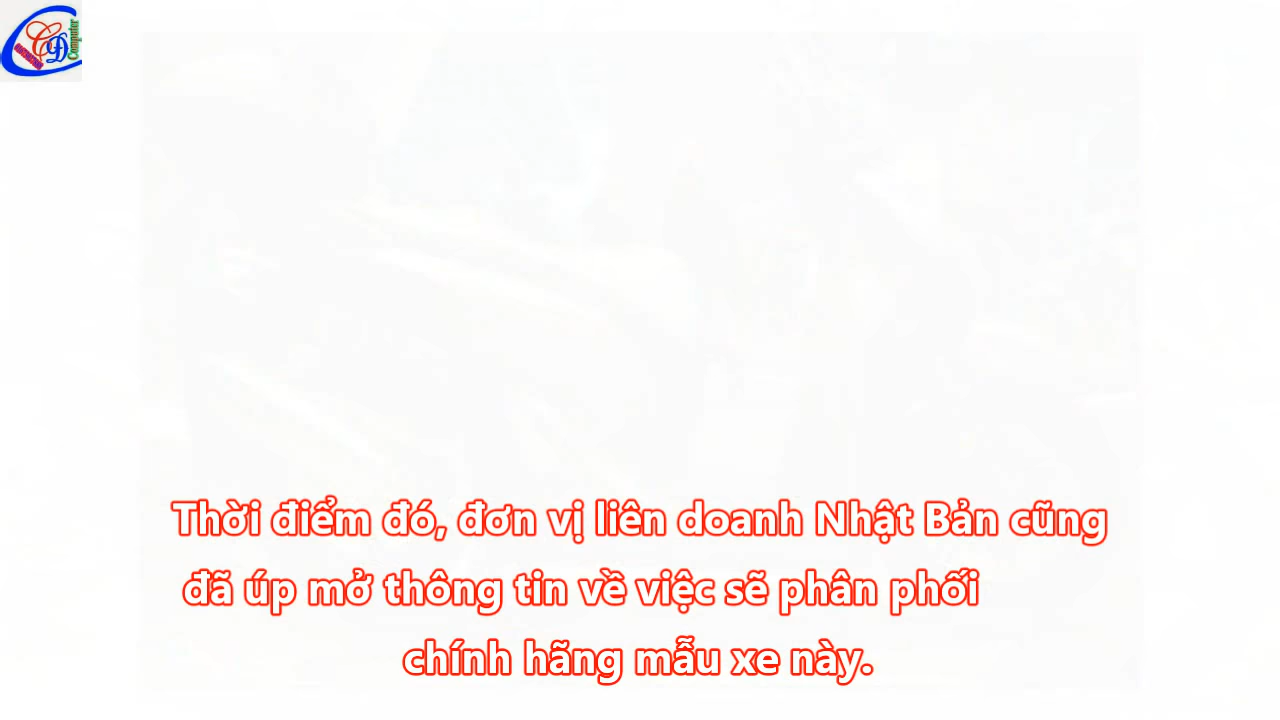 Computer
Thời điểm đó, đơn vị liên doanh Nhật Bản cũng
đã úp mở thông tin về việc sẽ phân phối
chính hãng mẫu xe này.